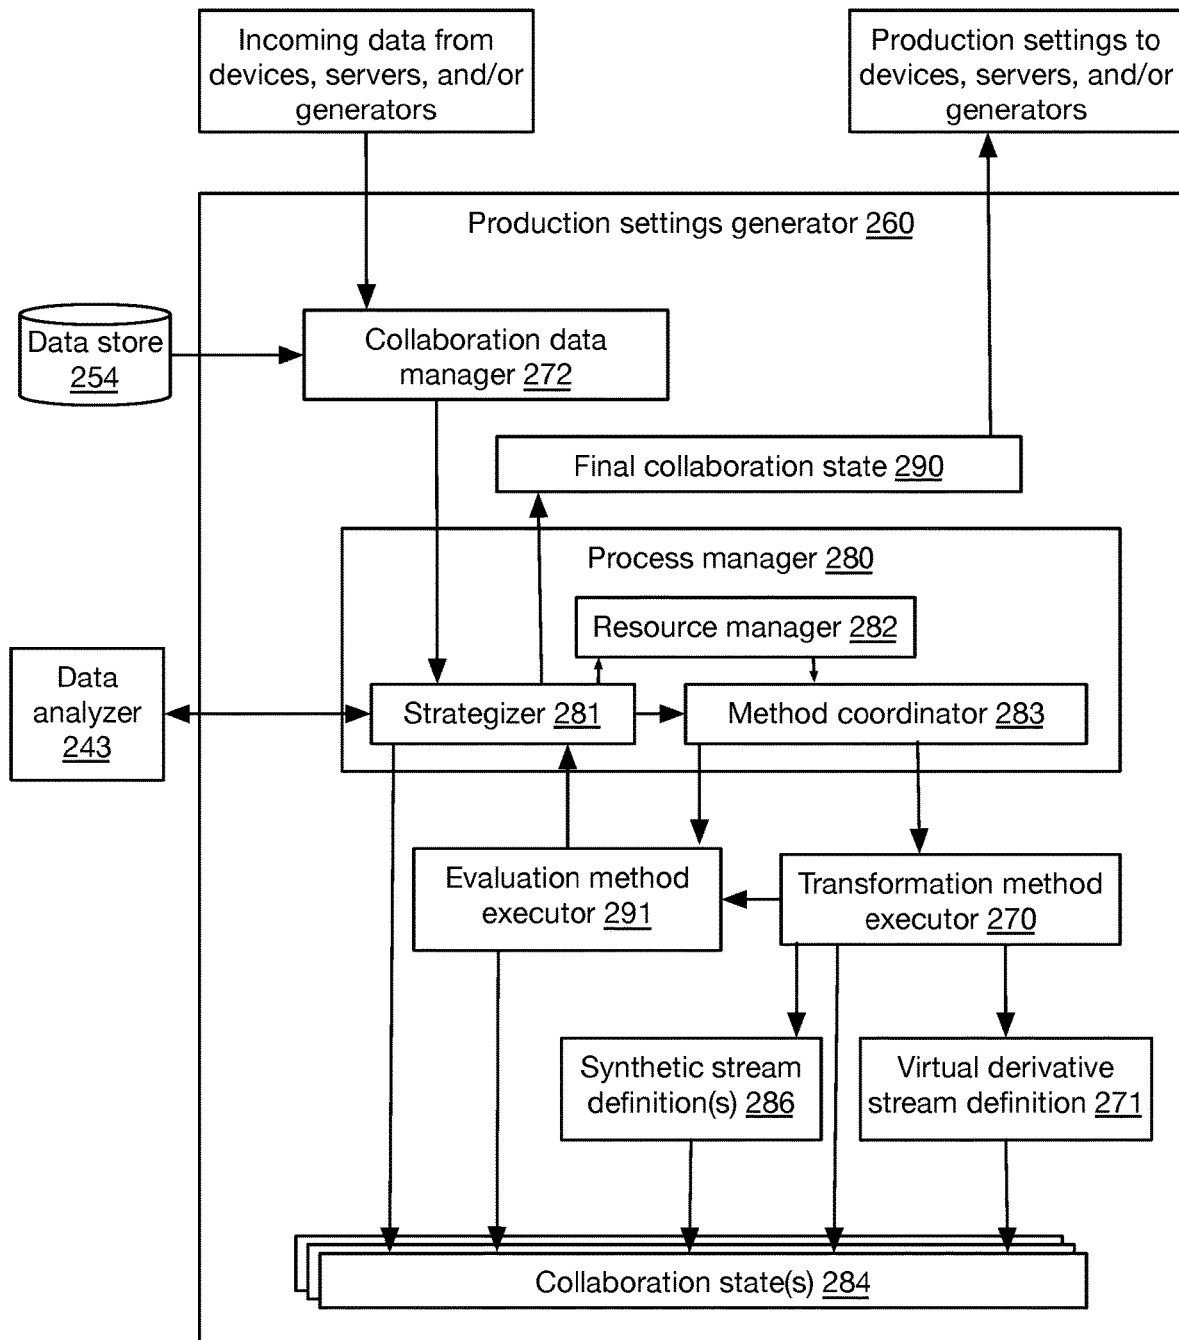 Incoming data from
devices, servers, and/or
generators
Production settings to
devices, servers, and/or
generators
Production settings generator 260
Data store
254
Collaboration data
manager 272
Final collaboration state 290
Process manager 280
Resource manager 282
Data
analyzer
243
Strategizer 281
Method coordinator 283
Evaluation method
executor 291
Transformation method
executor 270
Synthetic stream
definition(s) 286
Virtual derivative
stream definition 271
Collaboration state(s) 284